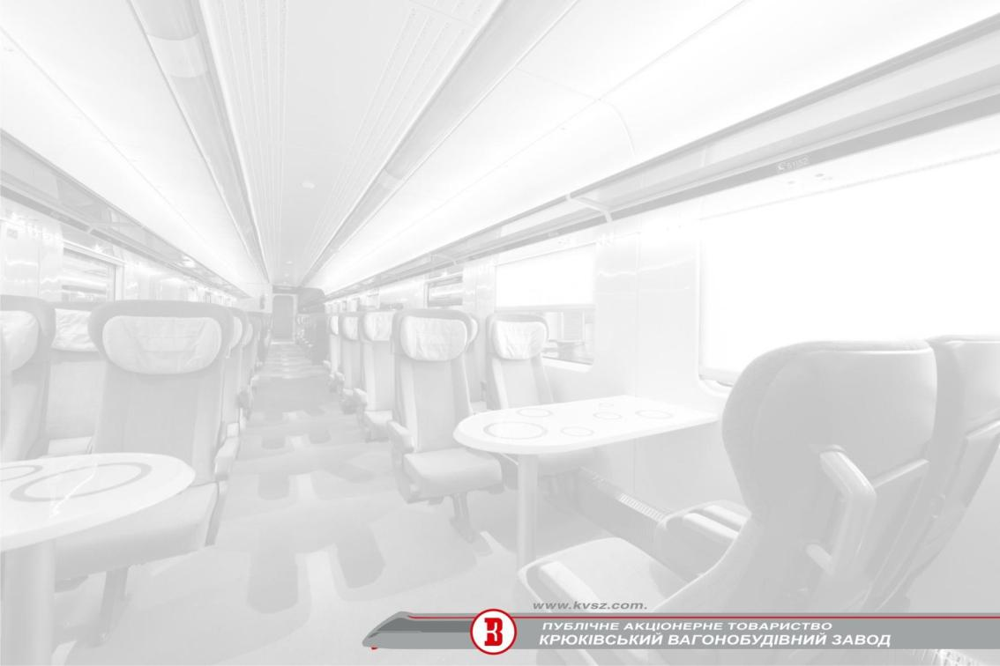 www.kvsz.com.
ПУБЛІЧНЕ АКЦІОНЕРНЕ ТОВАРИСТВО
КРЮКІВСЬКИЙ ВАГОНОБУДІВНИЙ ЗАВОД